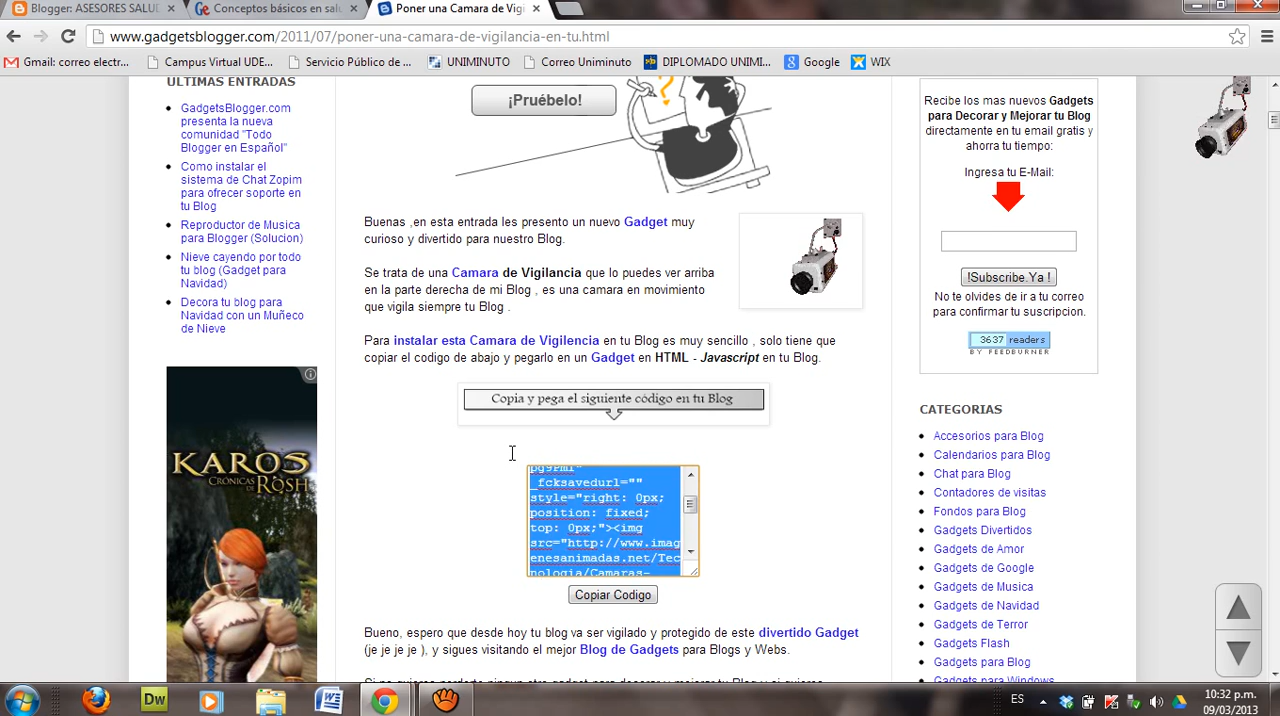 Blogger: ASESORES SALUD
Conceptos básicos en salu
Poner una Camara de Vigi
www.gadgetsblogger.com/2011/07/poner-una-camara-de-vigilancia-en-tu.html
Gmail: correo electr...
Campus Virtual UDE...
Servicio Público de ...
UNIMINUTO
Correo Uniminuto
DIPLOMADO UNIMI...
Google
WIX
ULTIMAS ENTRADAS
GadgetsBlogger.com
presenta la nueva
comunidad "Todo
Blogger en Español"
Como instalar el
sistema de Chat Zopim
para ofrecer soporte en
tu Blog
Reproductor de Musica
para Blogger (Solucion)
Nieve cayendo por todo
tu blog (Gadget para
Navidad)
Decora tu blog para
Navidad con un Muñeco
de Nieve
KAROS
CRÓNICAS DE ROSH
¡Pruébelo!
Buenas ,en esta entrada les presento un nuevo Gadget muy
curioso y divertido para nuestro Blog.
Se trata de una Camara de Vigilancia que lo puedes ver arriba
en la parte derecha de mi Blog , es una camara en movimiento
que vigila siempre tu Blog .
Para instalar esta Camara de Vigilencia en tu Blog es muy sencillo , solo tiene que
copiar el codigo de abajo y pegarlo en un Gadget en HTML - Javascript en tu Blog.
Copia y pega el siguiente código en tu Blog
_fcksavedurl=""
style="right: 0px;
position: fixed;
top: 0px;"><img
src="http://www.imag
enesanimadas.net/Tec
nologia/Camaras-
Copiar Codigo
Bueno, espero que desde hoy tu blog va ser vigilado y protegido de este divertido Gadget
(je je je je ), y sigues visitando el mejor Blog de Gadgets para Blogs y Webs.
Recibe los mas nuevos Gadgets
para Decorar y Mejorar tu Blog
directamente en tu email gratis y
ahorra tu tiempo:
Ingresa tu E-Mail:
!Subscribe Ya !
No te olvides de ir a tu correo
para confirmar tu suscripcion.
3637 readers
BY FEEDBURNER
CATEGORIAS
Accesorios para Blog
Calendarios para Blog
Chat para Blog
Contadores de visitas
Fondos para Blog
Gadgets Divertidos
Gadgets de Amor
Gadgets de Google
Gadgets de Musica
Gadgets de Navidad
Gadgets de Terror
Gadgets Flash
Gadgets para Blog
Gadgets para Windows
Dw
ES
10:32 p.m.
09/03/2013